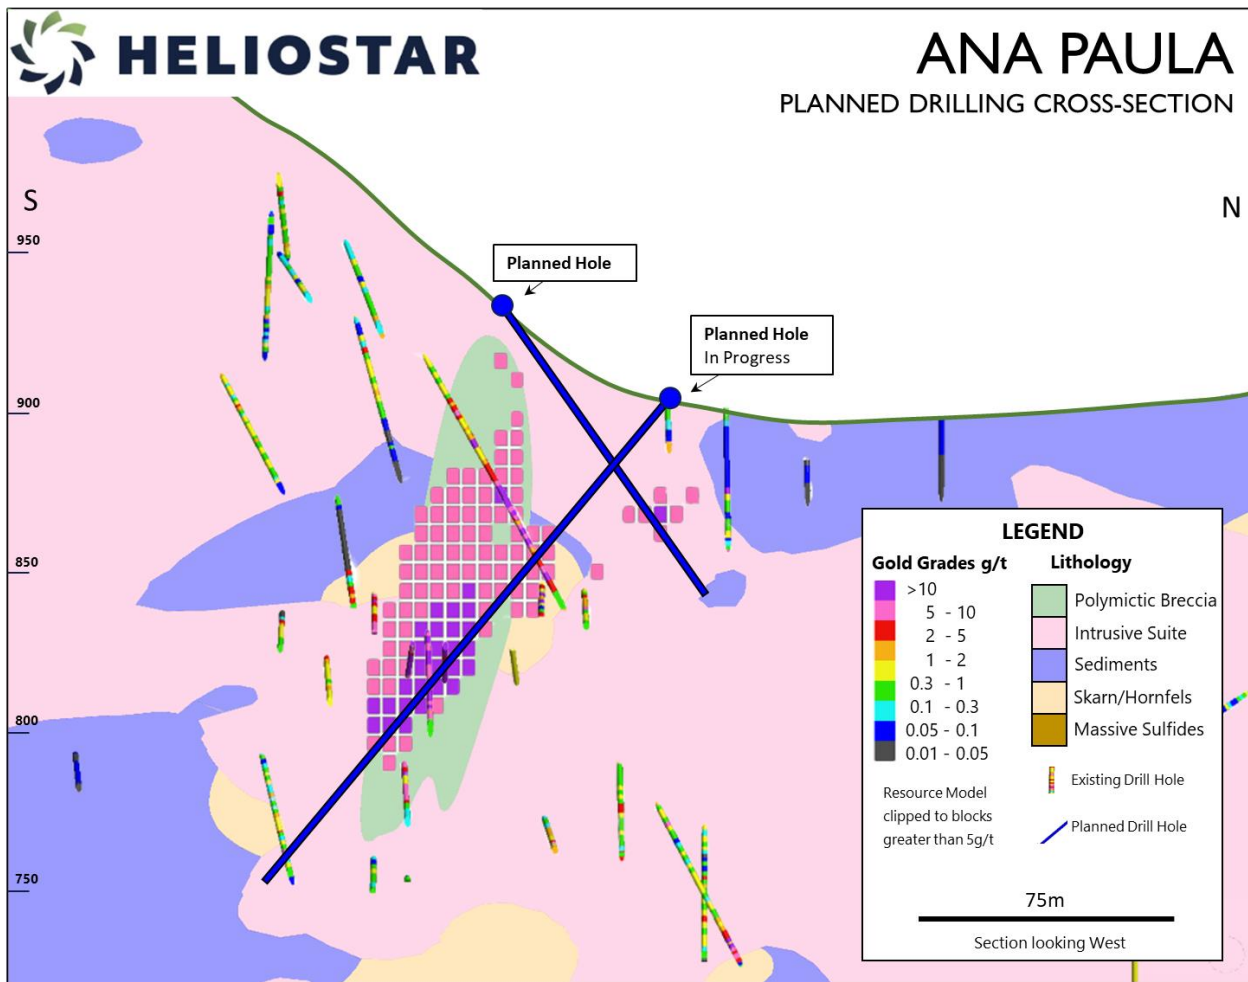 HELIOSTAR
ANA PAULA
PLANNED DRILLING CROSS-SECTION
S
N
950
900
850
800
750
Planned Hole
Planned Hole
In Progress
LEGEND
Gold Grades g/t
>10
5 - 10
2 - 5
1 - 2
0.3 - 1
0.1 - 0.3
0.05 - 0.1
0.01 - 0.05
Resource Model
clipped to blocks
greater than 5g/t
Lithology
Polymictic Breccia
Intrusive Suite
Sediments
Skarn/Hornfels
Massive Sulfides
Existing Drill Hole
Planned Drill Hole
75m
Section looking West